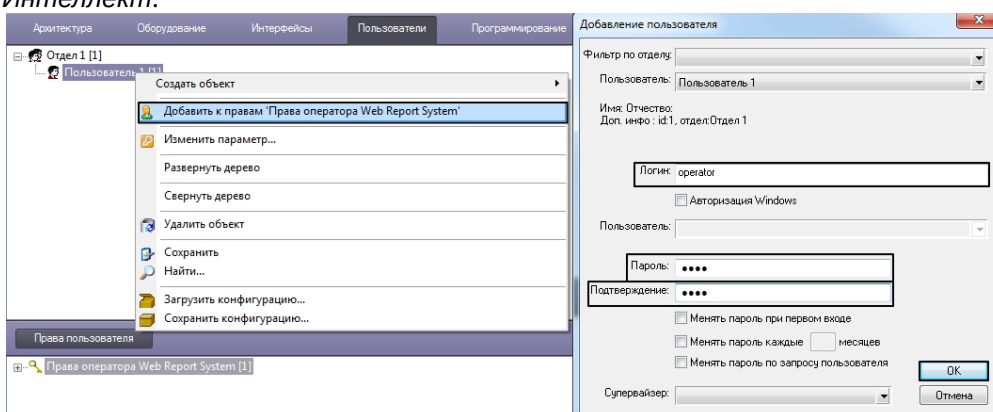 Интеллект.
Архитектура Оборудование Интерфейсы Пользователи Программирование
Отдел 1 [1]
Пользователь 1 [1]
Создать объект
Добавить к правам 'Права оператора Web Report System'
Изменить параметр...
Развернуть дерево
Свернуть дерево
Удалить объект
Сохранить
Найти...
Загрузить конфигурацию...
Сохранить конфигурацию...
Права пользователя
Права оператора Web Report System [1]
Добавление пользователя
Фильтр по отделу:
Пользователь: Пользователь 1
Имя: Отчество:
Доп. инфо : id:1, отдел:Отдел 1
Логин: operator
Авторизация Windows
Пользователь:
Пароль: ••••
Подтверждение: ••••
Менять пароль при первом входе
Менять пароль каждые месяцев
Менять пароль по запросу пользователя
OK
Супервайзер:
Отмена